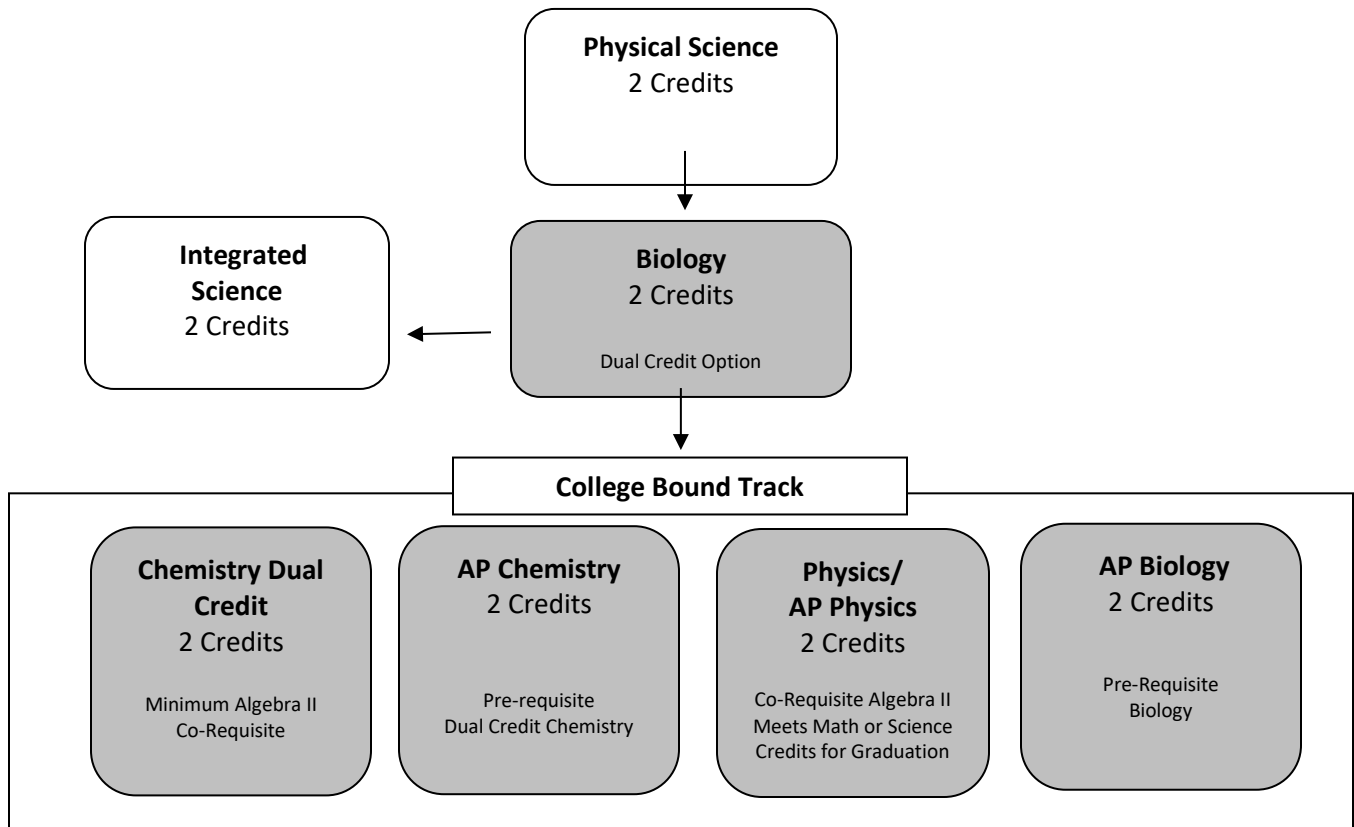 Physical Science
2 Credits
Integrated
Science
2 Credits
Biology
2 Credits
Dual Credit Option
College Bound Track
Chemistry Dual
Credit
2 Credits
Minimum Algebra II
Co-Requisite
AP Chemistry
2 Credits
Pre-requisite
Dual Credit Chemistry
Physics/
AP Physics
2 Credits
Co-Requisite Algebra II
Meets Math or Science
Credits for Graduation
AP Biology
2 Credits
Pre-Requisite
Biology